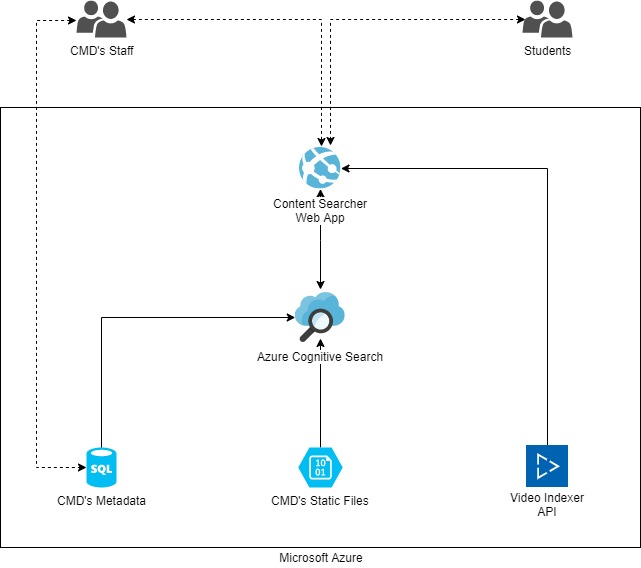 CMD's Staff
Students
Content Searcher
Web App
Azure Cognitive Search
SQL
CMD's Metadata
10
01
CMD's Static Files
Video Indexer
API
Microsoft Azure